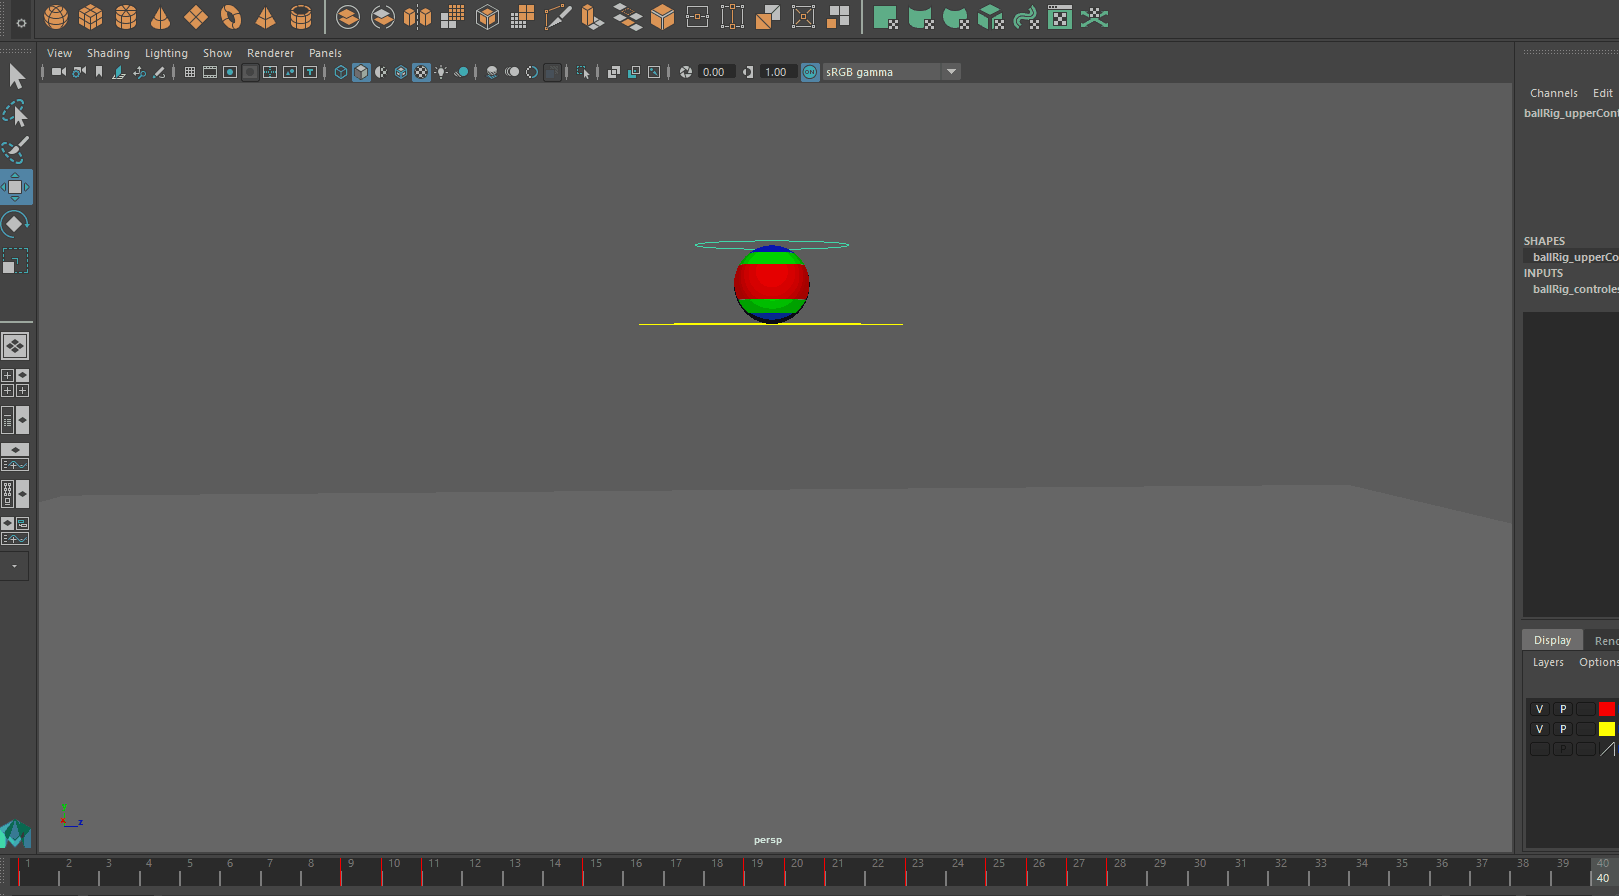 View Shading Lighting Show Renderer Panels
0.00 1.00 ON sRGB gamma
Channels Edit
ballRig_upperCont
SHAPES
ballRig_upperCo
INPUTS
ballRig_controles
Display Rend
Layers Options
V P
V P
P
y
x z
persp
1 2 3 4 5 6 7 8 9 10 11 12 13 14 15 16 17 18 19 20 21 22 23 24 25 26 27 28 29 30 31 32 33 34 35 36 37 38 39 40
40